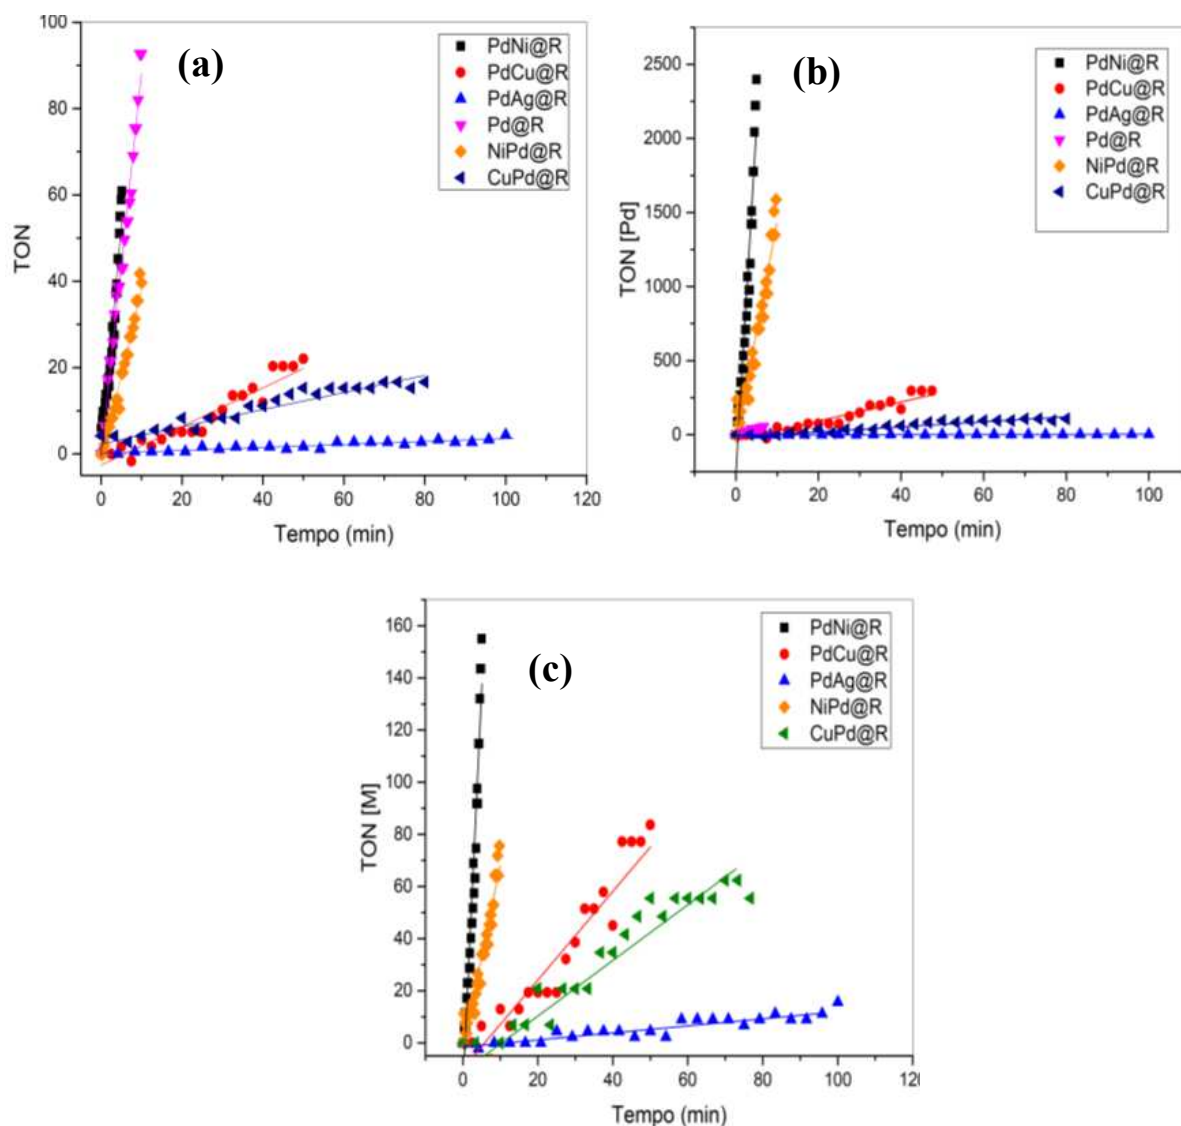 (a)
PdNi@R
PdCu@R
PdAg@R
Pd@R
NiPd@R
CuPd@R
TON
100
80
60
40
20
0
0 20 40 60 80 100 120
Tempo (min)
(b)
PdNi@R
PdCu@R
PdAg@R
Pd@R
NiPd@R
CuPd@R
TON [Pd]
2500
2000
1500
1000
500
0
0 20 40 60 80 100
Tempo (min)
(c)
PdNi@R
PdCu@R
PdAg@R
NiPd@R
CuPd@R
TON [M]
160
140
120
100
80
60
40
20
0
0 20 40 60 80 100 120
Tempo (min)